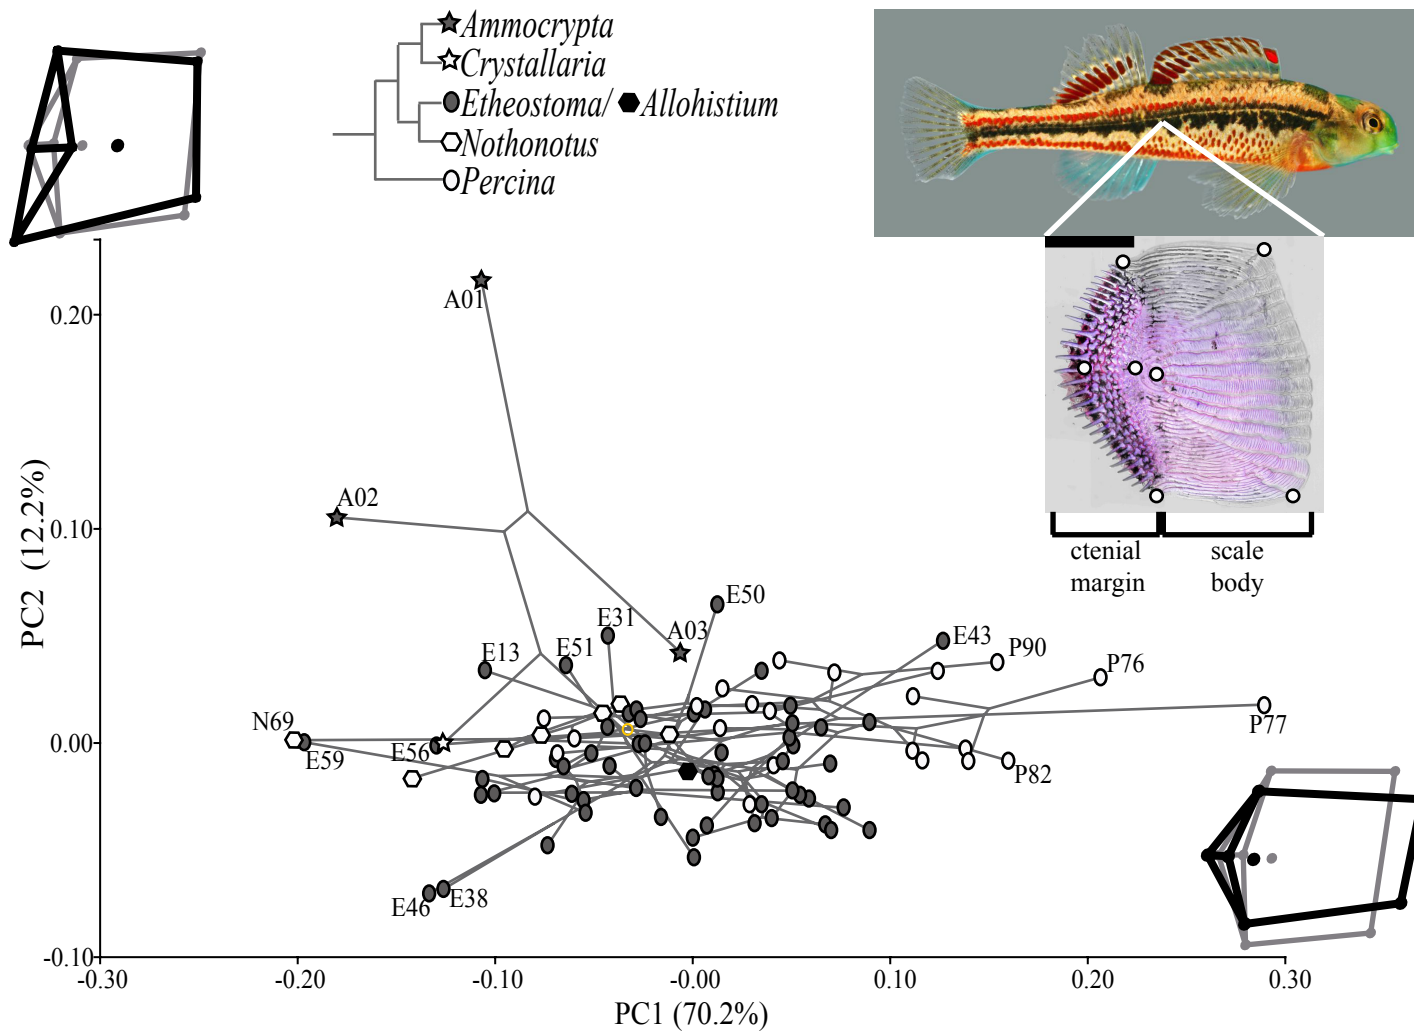 Ammocrypta
Crystallaria
Etheostoma/ Allohistium
Nothonotus
Percina
ctenial
margin
scale
body
PC2 (12.2%)
0.20
0.10
0.00
-0.10
A01
A02
E50
E31
A03
E43
E13
E51
P90
P76
N69
E59
E56
P77
P82
E46
E38
-0.30
-0.20
-0.10
-0.00
0.10
0.20
0.30
PC1 (70.2%)